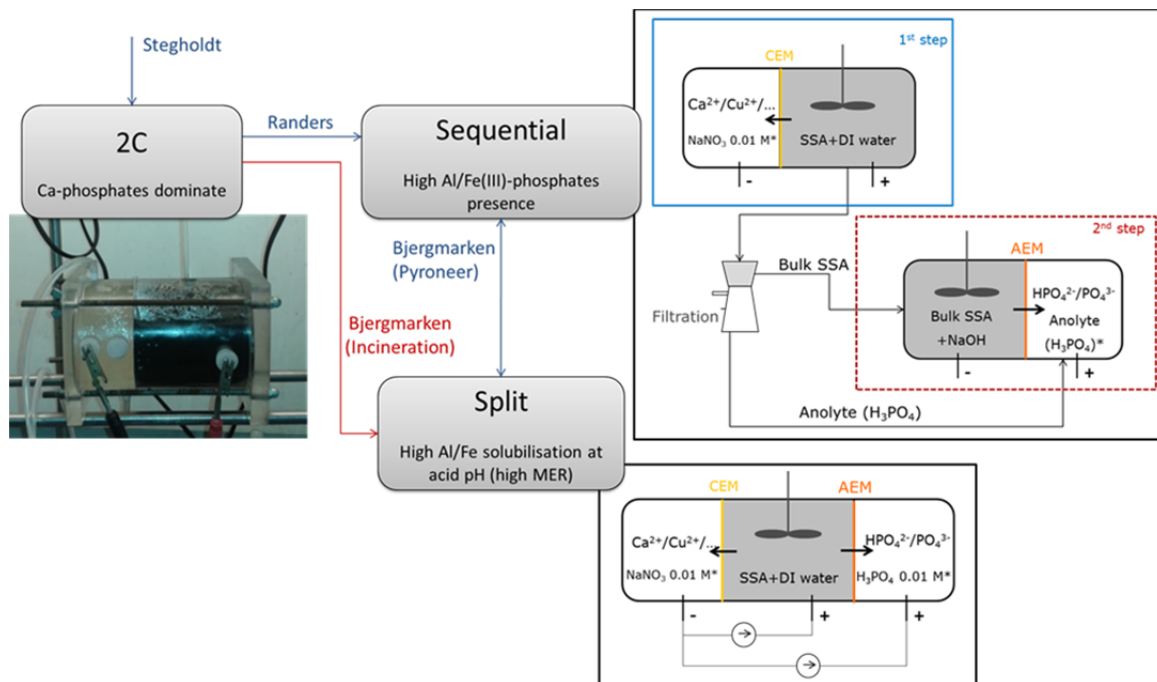 Stegholdt
2C
Ca-phosphates dominate
Randers
Sequential
High Al/Fe(III)-phosphates
presence
Bjergmarken
(Pyroneer)
Bjergmarken
(Incineration)
Split
High Al/Fe solubilisation at
acid pH (high MER)
1st step
CEM
Ca²⁺/Cu²⁺/...
NaNO₃ 0.01 M*
SSA+DI water
-
+
Filtration
Bulk SSA
2nd step
AEM
Bulk SSA
+NaOH
HPO₄²⁻/PO₄³⁻
Anolyte
(H₃PO₄)*
-
+
Anolyte (H₃PO₄)
CEM
AEM
Ca²⁺/Cu²⁺/...
NaNO₃ 0.01 M*
SSA+DI water
HPO₄²⁻/PO₄³⁻
H₃PO₄ 0.01 M*
-
+
+